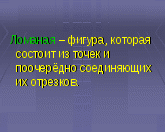 Ломаная – фигура, которая
состоит из точек и
поочерёдно соединяющих
их отрезков.